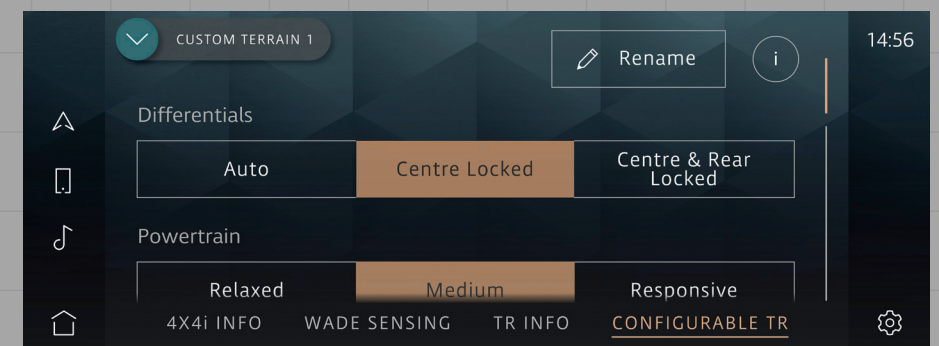 CUSTOM TERRAIN 1
Rename
i
14:56
Differentials
Auto
Centre Locked
Centre & Rear
Locked
Powertrain
Relaxed
Medium
Responsive
4X4i INFO
WADE SENSING
TR INFO
CONFIGURABLE TR